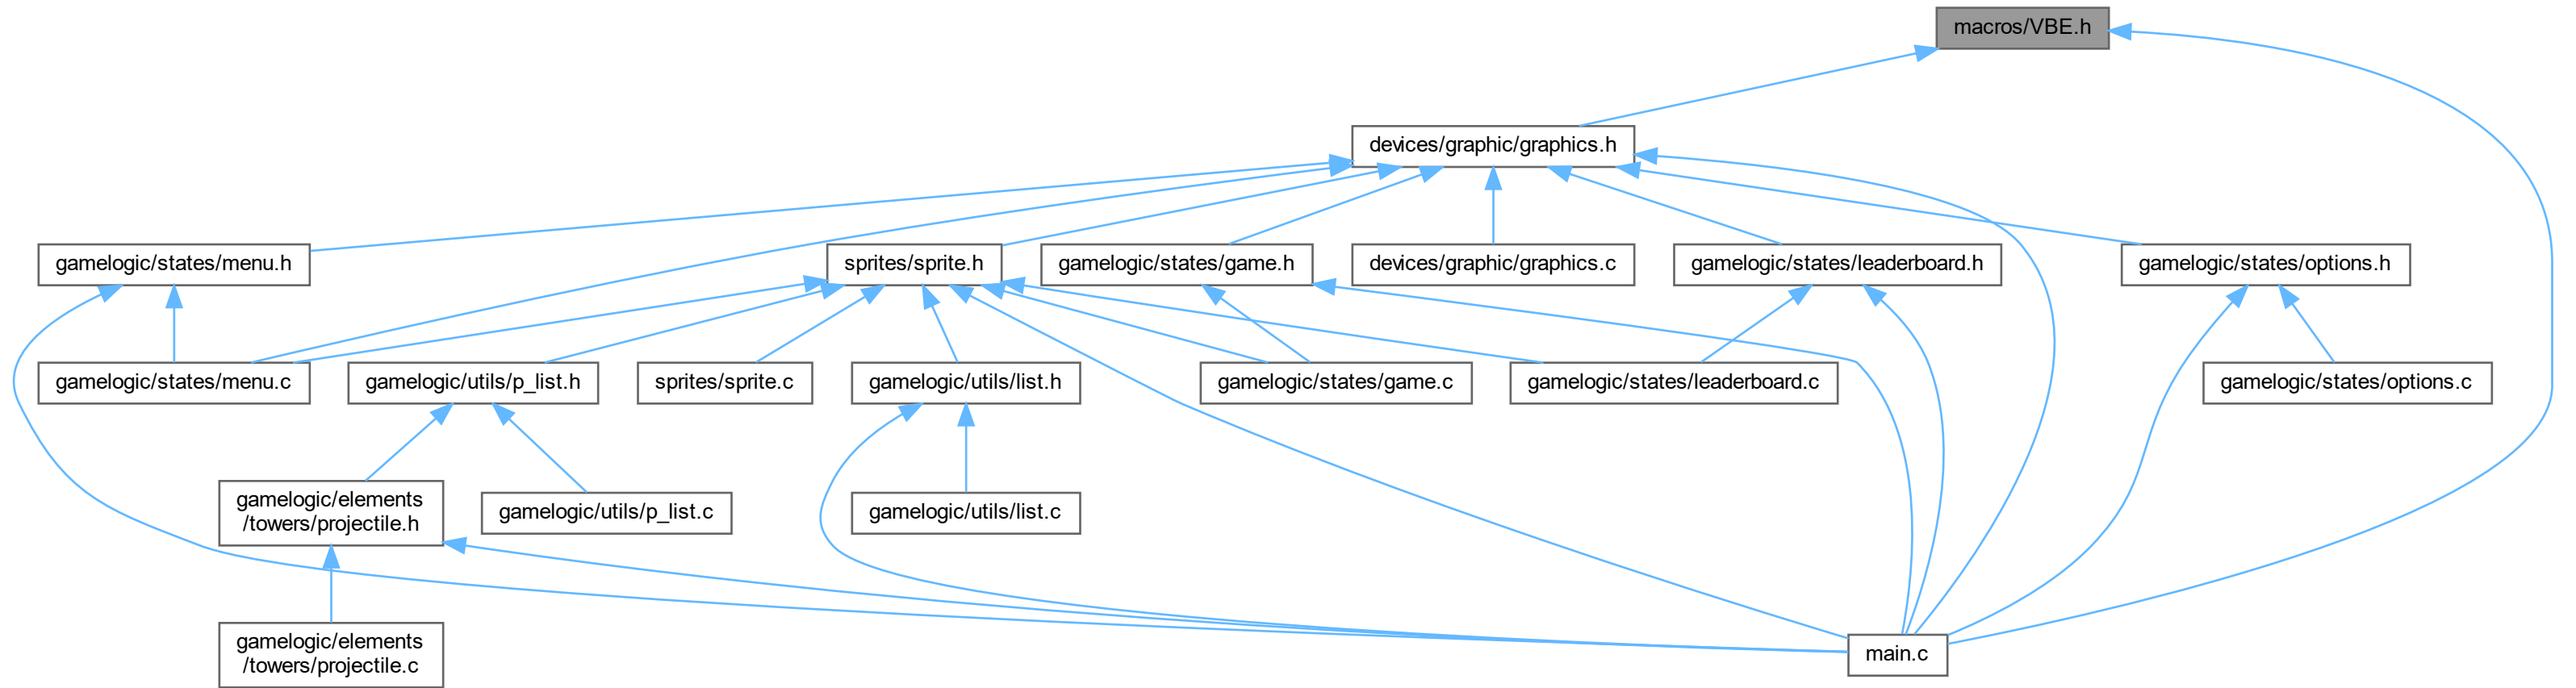 macros/VBE.h
devices/graphic/graphics.h
gamelogic/states/menu.h
sprites/sprite.h
gamelogic/states/game.h
devices/graphic/graphics.c
gamelogic/states/leaderboard.h
gamelogic/states/options.h
gamelogic/states/menu.c
gamelogic/utils/p_list.h
sprites/sprite.c
gamelogic/utils/list.h
gamelogic/states/game.c
gamelogic/states/leaderboard.c
gamelogic/states/options.c
gamelogic/elements
/towers/projectile.h
gamelogic/utils/p_list.c
gamelogic/utils/list.c
gamelogic/elements
/towers/projectile.c
main.c